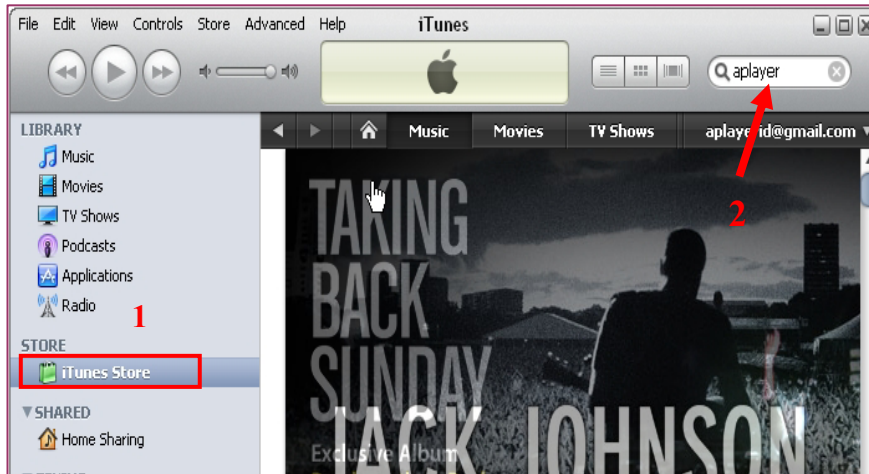 File Edit View Controls Store Advanced Help
iTunes
aplayer
LIBRARY
Music
Movies
TV Shows
Podcasts
Applications
Radio
1
STORE
iTunes Store
SHARED
Home Sharing
Music Movies TV Shows aplayerid@gmail.com
2
TAKING
BACK
SUNDAY
JACK JOHNSON
Exclusive Album